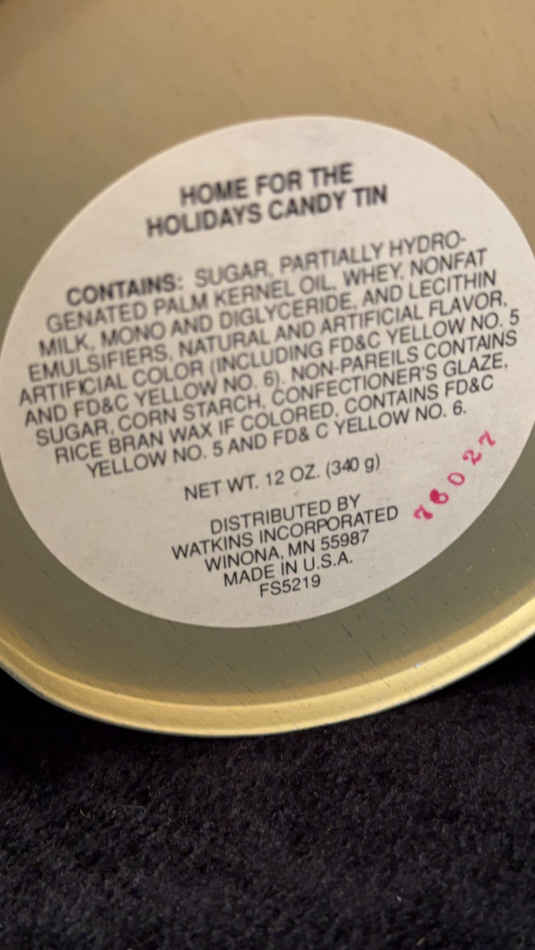 HOME FOR THE
HOLIDAYS CANDY TIN
CONTAINS: SUGAR, PARTIALLY HYDRO-
GENATED PALM KERNEL OIL, WHEY, NONFAT
MILK, MONO AND DIGLYCERIDE, AND LECITHIN
EMULSIFIERS, NATURAL AND ARTIFICIAL FLAVOR,
ARTIFICIAL COLOR (INCLUDING FD&C YELLOW NO. 5
AND FD&C YELLOW NO. 6). NON-PAREILS CONTAINS
SUGAR, CORN STARCH, CONFECTIONER'S GLAZE,
RICE BRAN WAX IF COLORED, CONTAINS FD&C
YELLOW NO. 5 AND FD& C YELLOW NO. 6.
NET WT. 12 OZ. (340 g)
76027
DISTRIBUTED BY
WATKINS INCORPORATED
WINONA, MN 55987
MADE IN U.S.A.
FS5219